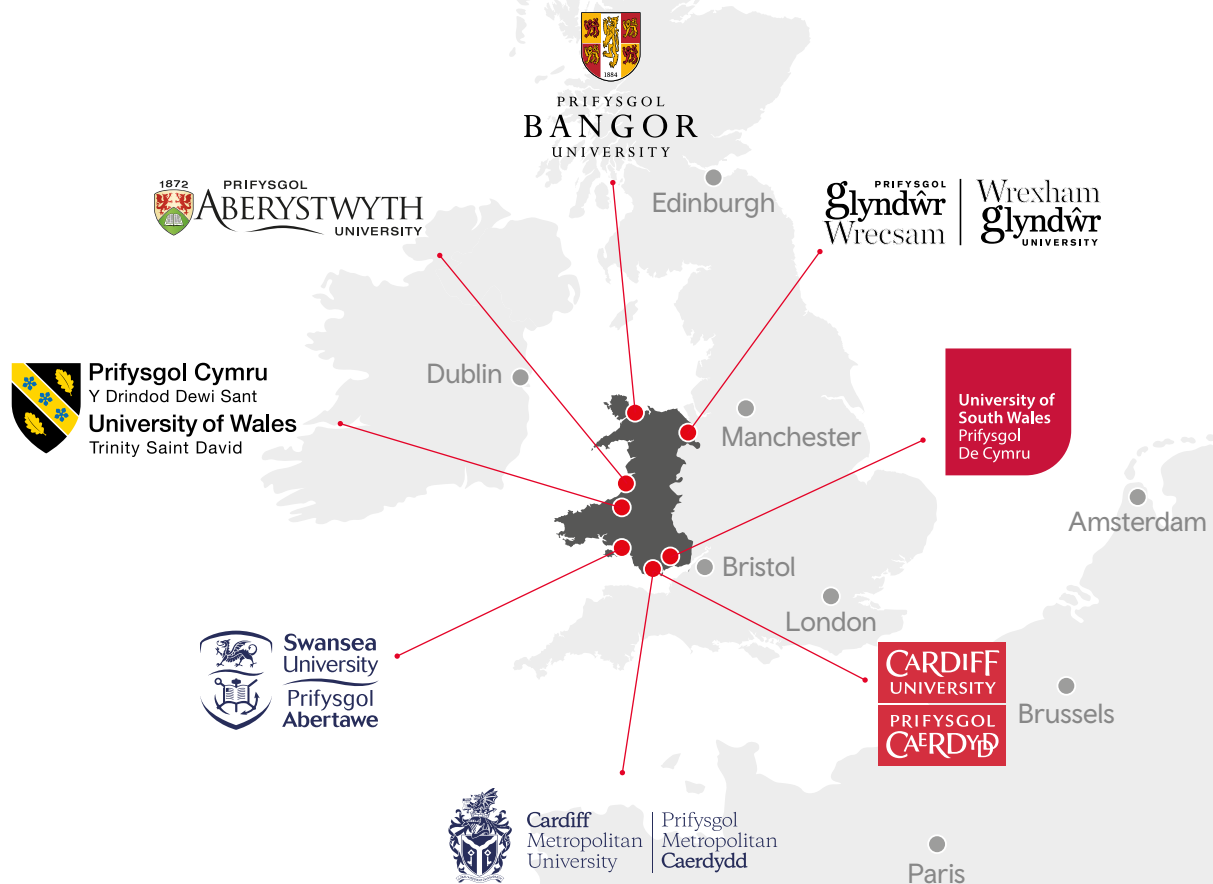 1884
PRIFYSGOL
BANGOR
UNIVERSITY
1872
PRIFYSGOL
ABERYSTWYTH
UNIVERSITY
Edinburgh
PRIFYSGOL
glyndŵr
Wrecsam
Wrexham
glyndŵr
UNIVERSITY
Prifysgol Cymru
Y Drindod Dewi Sant
University of Wales
Trinity Saint David
Dublin
Manchester
University of
South Wales
Prifysgol
De Cymru
Amsterdam
Bristol
London
Swansea
University
Prifysgol
Abertawe
CARDIFF
UNIVERSITY
PRIFYSGOL
CAERDYDD
Brussels
Cardiff
Metropolitan
University
Prifysgol
Metropolitan
Caerdydd
Paris